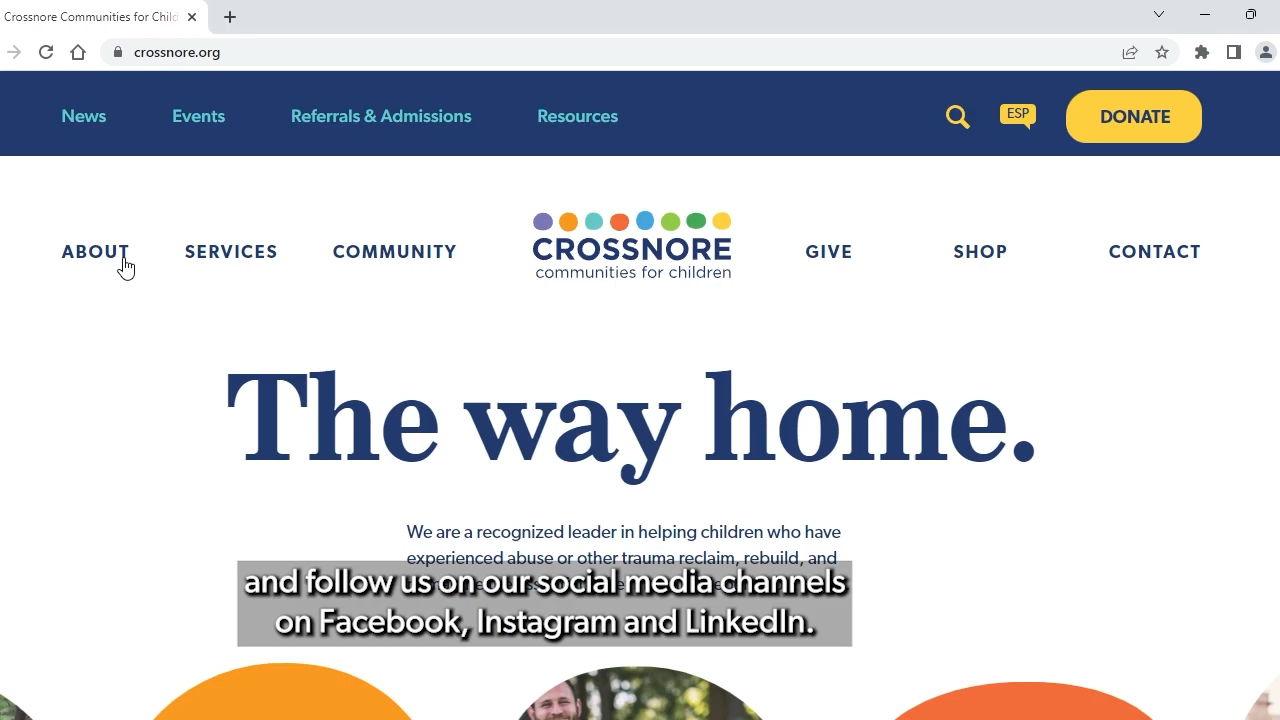 Crossnore Communities for Child
crossnore.org
News Events Referrals & Admissions Resources ESP DONATE
ABOUT SERVICES COMMUNITY CROSSNORE GIVE SHOP CONTACT
communities for children
The way home.
We are a recognized leader in helping children who have
experienced abuse or other trauma reclaim, rebuild, and
and follow us on our social media channels
on Facebook, Instagram and LinkedIn.